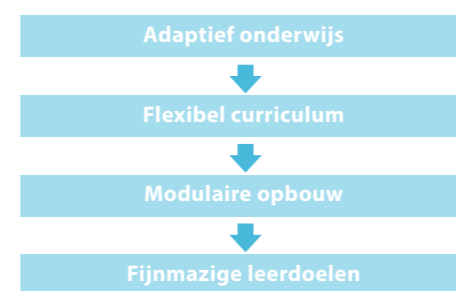 Adaptief onderwijs
Flexibel curriculum
Modulaire opbouw
Fijnmazige leerdoelen